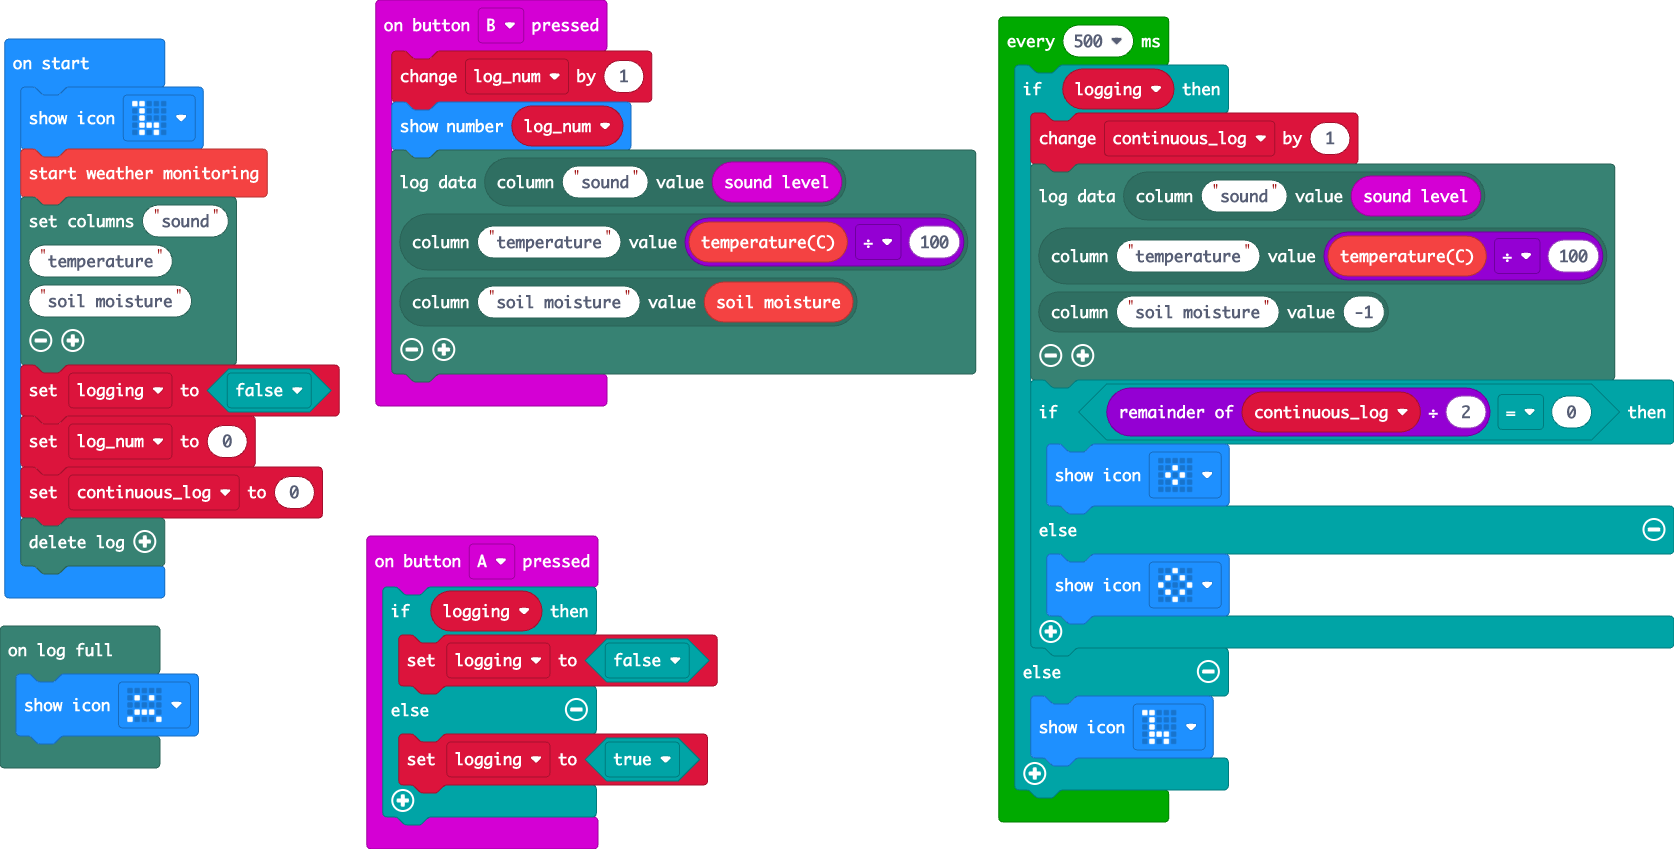 on start
show icon
start weather monitoring
set columns "sound"
"temperature"
"soil moisture"
set logging to false
set log_num to 0
set continuous_log to 0
delete log
on log full
show icon
on button B pressed
change log_num by 1
show number log_num
log data column "sound" value sound level
column "temperature" value temperature(C) ÷ 100
column "soil moisture" value soil moisture
on button A pressed
if logging then
set logging to false
else
set logging to true
every 500 ms
if logging then
change continuous_log by 1
log data column "sound" value sound level
column "temperature" value temperature(C) ÷ 100
column "soil moisture" value -1
if remainder of continuous_log ÷ 2 = 0 then
show icon
else
show icon
else
show icon